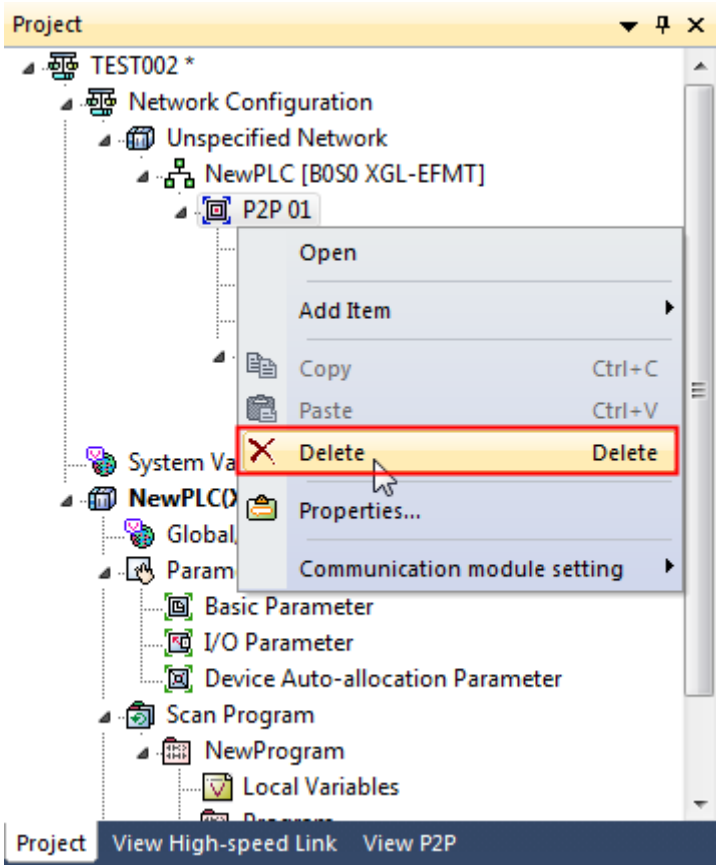 Project
TEST002 *
Network Configuration
Unspecified Network
NewPLC [B0S0 XGL-EFMT]
P2P 01
Open
Add Item
Copy Ctrl+C
Paste Ctrl+V
System Va
Delete Delete
NewPLC(X
Properties...
Global
Param
Communication module setting
Basic Parameter
I/O Parameter
Device Auto-allocation Parameter
Scan Program
NewProgram
Local Variables
Project View High-speed Link View P2P